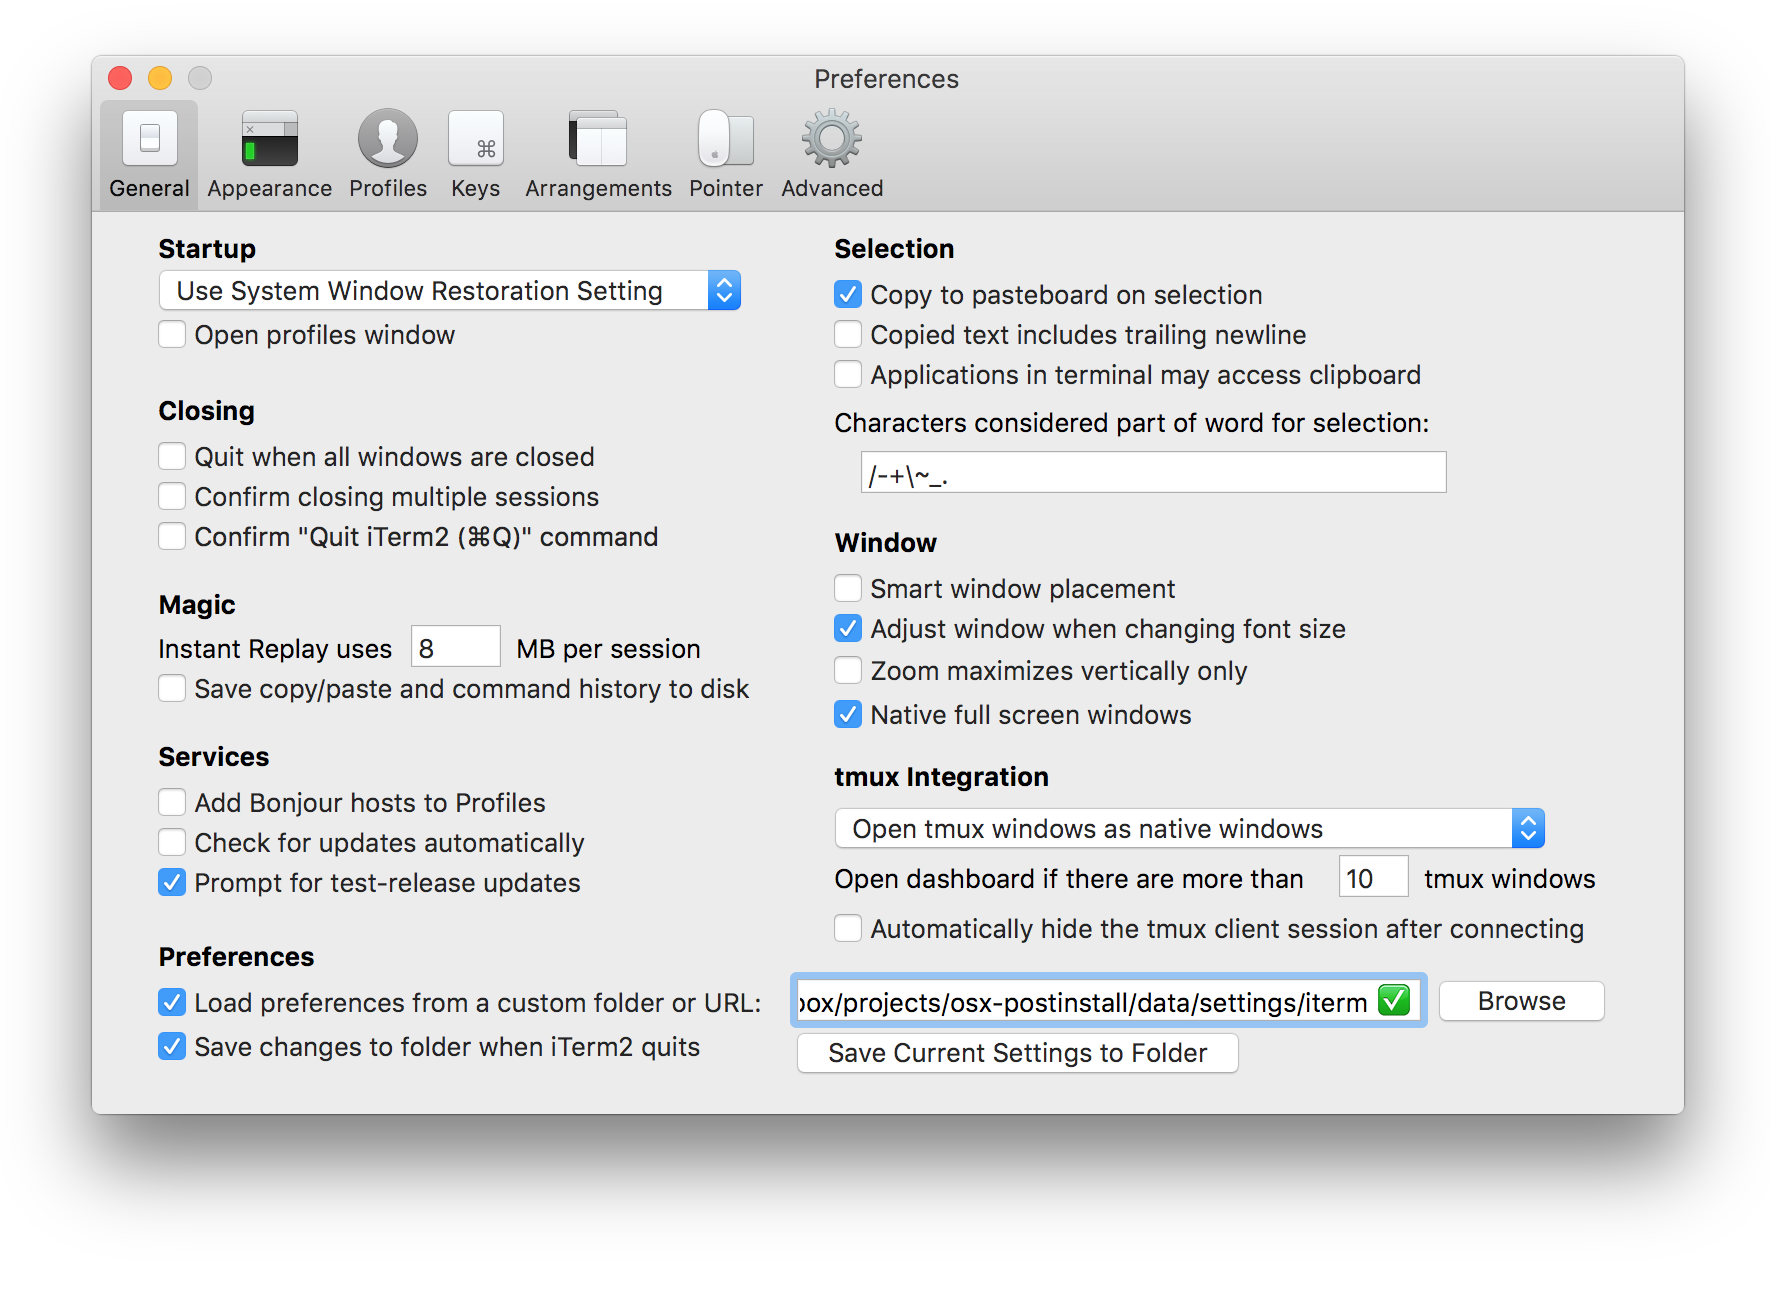 Preferences
General Appearance Profiles Keys Arrangements Pointer Advanced
Startup
Use System Window Restoration Setting
Open profiles window
Closing
Quit when all windows are closed
Confirm closing multiple sessions
Confirm "Quit iTerm2 (⌘Q)" command
Magic
Instant Replay uses 8 MB per session
Save copy/paste and command history to disk
Services
Add Bonjour hosts to Profiles
Check for updates automatically
Prompt for test-release updates
Selection
Copy to pasteboard on selection
Copied text includes trailing newline
Applications in terminal may access clipboard
Characters considered part of word for selection:
/-+\~_.
Window
Smart window placement
Adjust window when changing font size
Zoom maximizes vertically only
Native full screen windows
tmux Integration
Open tmux windows as native windows
Open dashboard if there are more than 10 tmux windows
Automatically hide the tmux client session after connecting
Preferences
Load preferences from a custom folder or URL: ox/projects/osx-postinstall/data/settings/iterm ✅ Browse
Save changes to folder when iTerm2 quits Save Current Settings to Folder